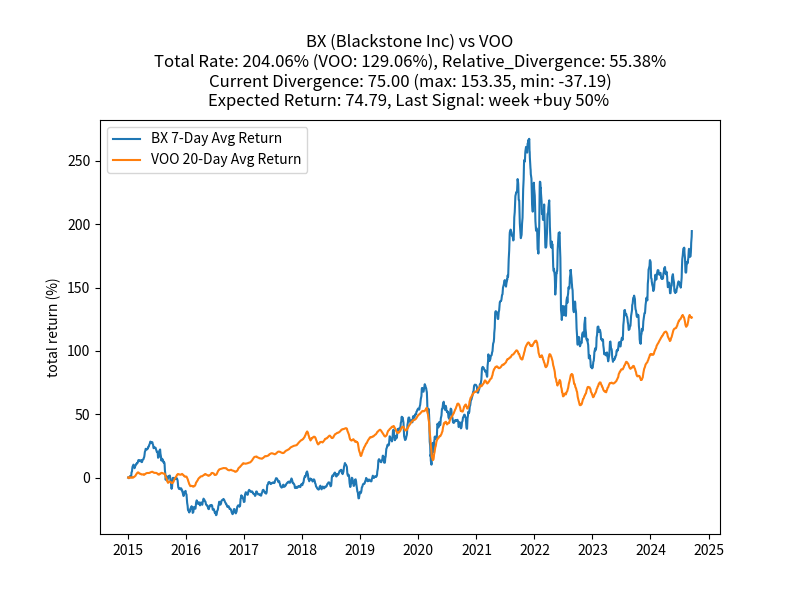 BX (Blackstone Inc) vs VOO
Total Rate: 204.06% (VOO: 129.06%), Relative_Divergence: 55.38%
Current Divergence: 75.00 (max: 153.35, min: -37.19)
Expected Return: 74.79, Last Signal: week +buy 50%
BX 7-Day Avg Return
VOO 20-Day Avg Return
total return (%)
250
200
150
100
50
0
2015 2016 2017 2018 2019 2020 2021 2022 2023 2024 2025